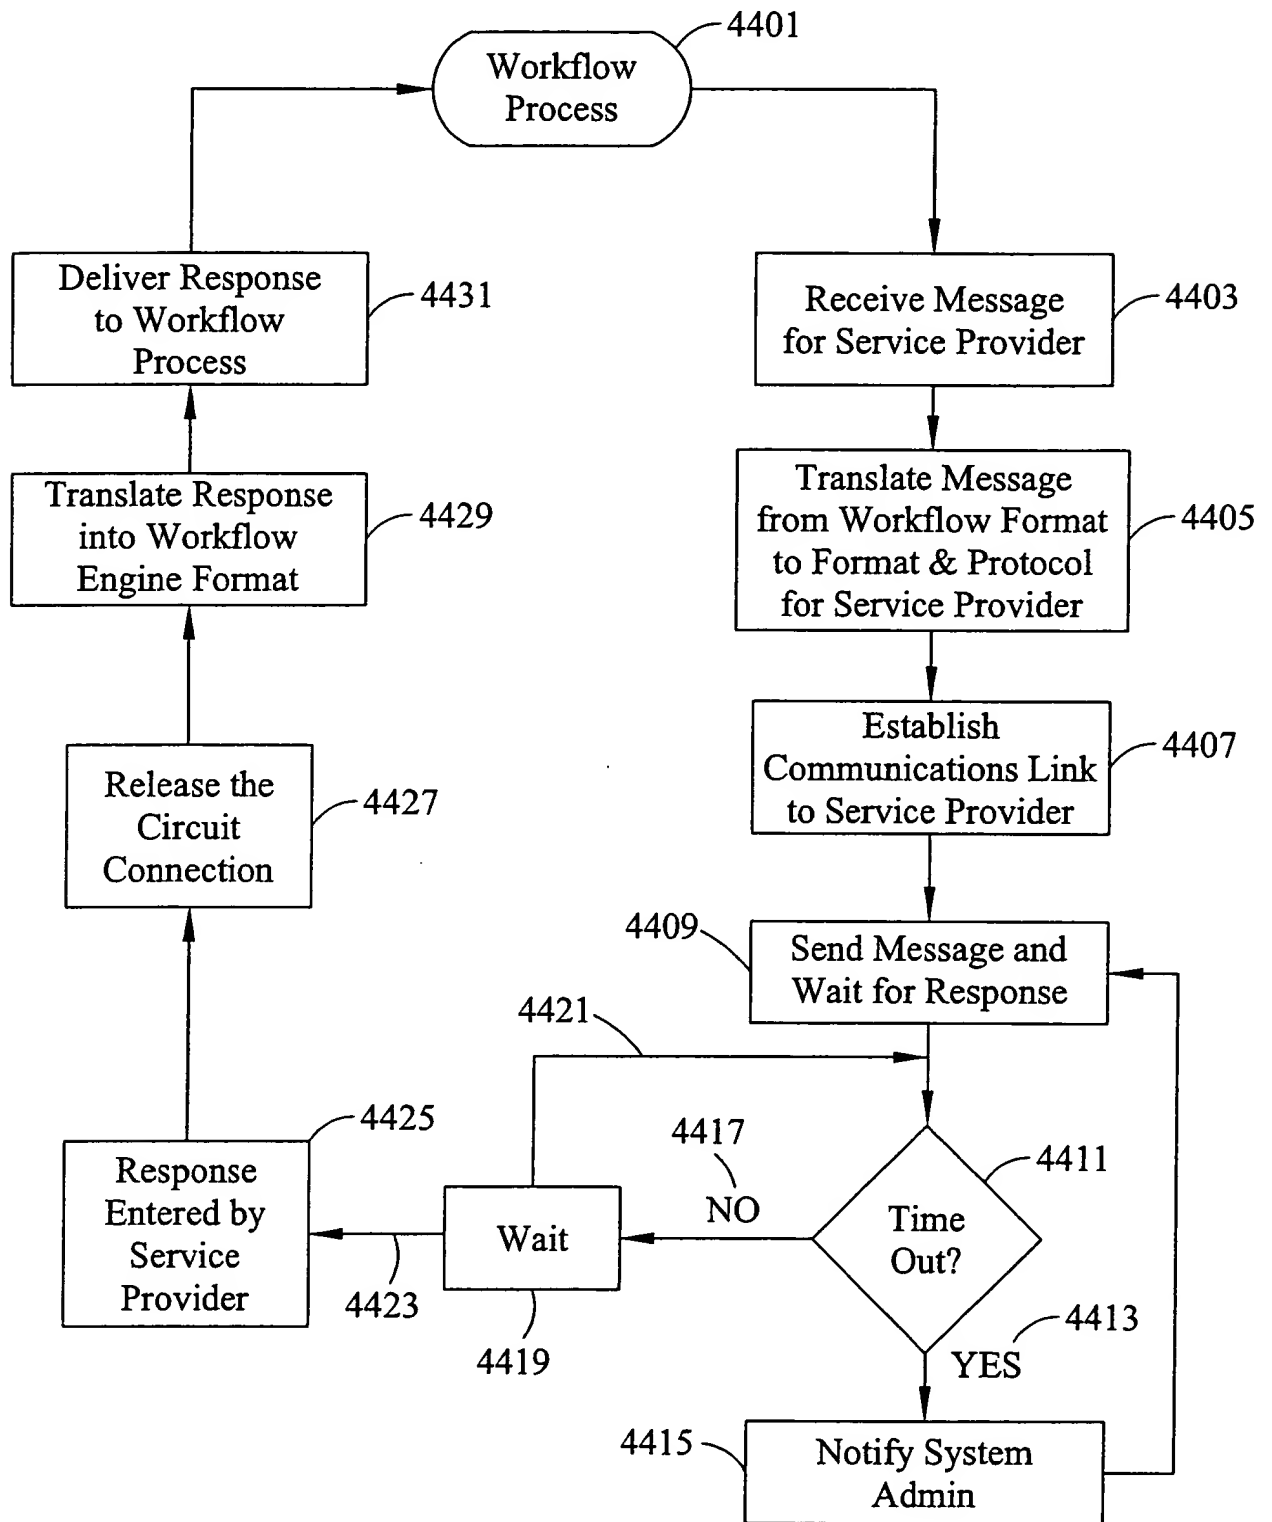 4401
Workflow
Process
Deliver Response
to Workflow
Process
4431
Receive Message
for Service Provider
4403
Translate Response
into Workflow
Engine Format
4429
Translate Message
from Workflow Format
to Format & Protocol
for Service Provider
4405
Establish
Communications Link
to Service Provider
4407
Release the
Circuit
Connection
4427
4409
Send Message and
Wait for Response
4421
4425
Response
Entered by
Service
Provider
4423
Wait
4419
4417
NO
4411
Time
Out?
4413
YES
4415
Notify System
Admin